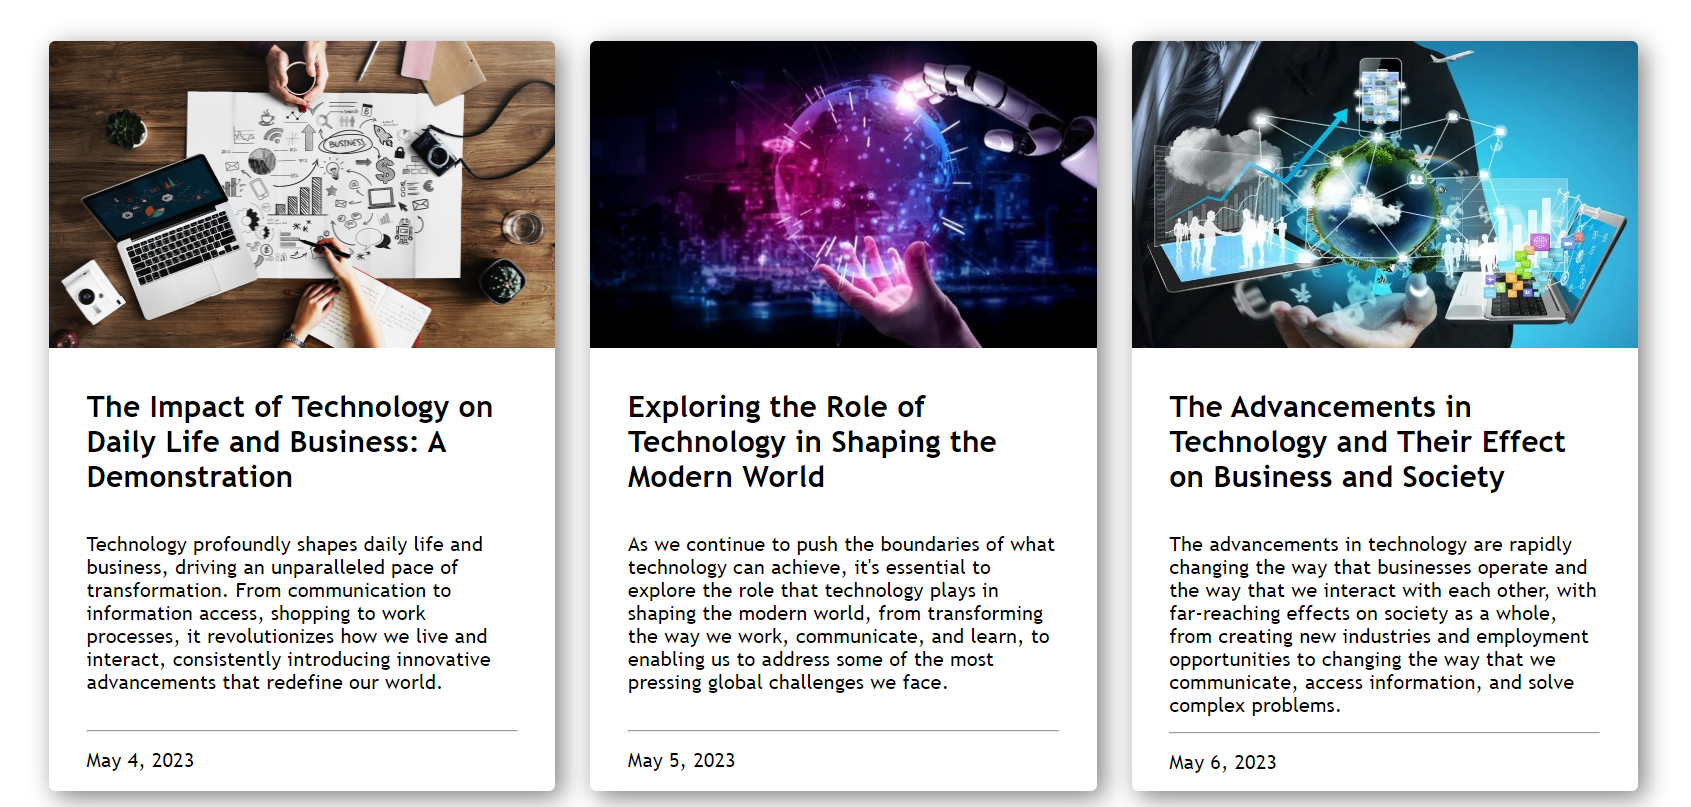 BUSINESS
The Impact of Technology on
Daily Life and Business: A
Demonstration
Technology profoundly shapes daily life and
business, driving an unparalleled pace of
transformation. From communication to
information access, shopping to work
processes, it revolutionizes how we live and
interact, consistently introducing innovative
advancements that redefine our world.
May 4, 2023
Exploring the Role of
Technology in Shaping the
Modern World
As we continue to push the boundaries of what
technology can achieve, it's essential to
explore the role that technology plays in
shaping the modern world, from transforming
the way we work, communicate, and learn, to
enabling us to address some of the most
pressing global challenges we face.
May 5, 2023
The Advancements in
Technology and Their Effect
on Business and Society
The advancements in technology are rapidly
changing the way that businesses operate and
the way that we interact with each other, with
far-reaching effects on society as a whole,
from creating new industries and employment
opportunities to changing the way that we
communicate, access information, and solve
complex problems.
May 6, 2023